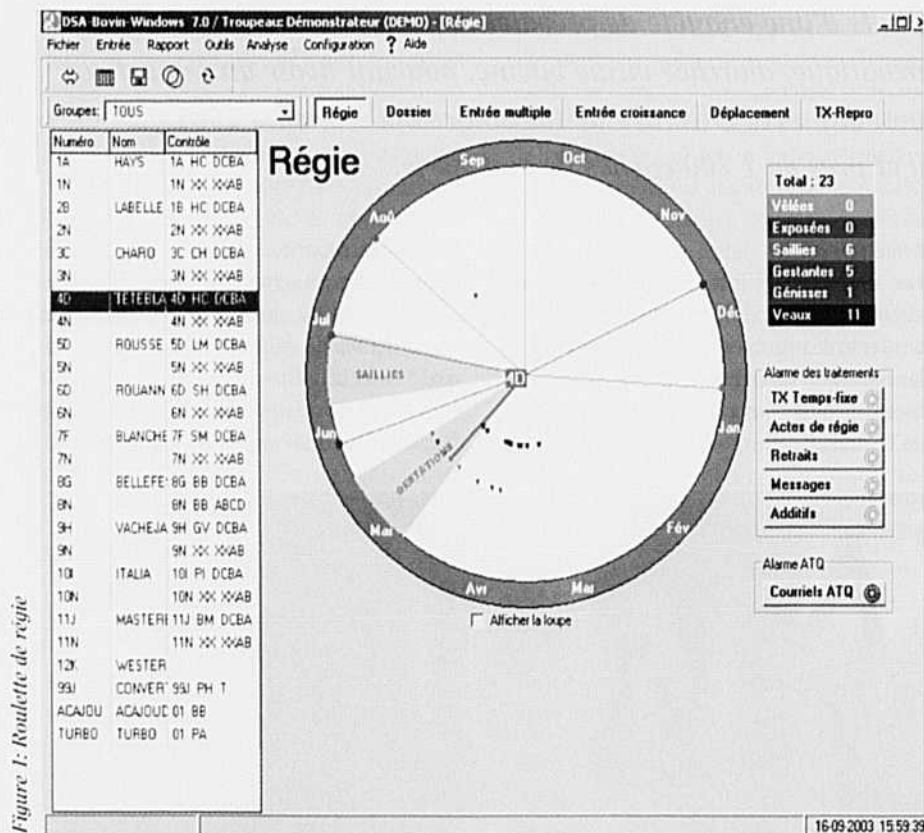 DSA-Bovin-Windows 7.0 / Troupeau: Démonstrateur (DEMO) - [Régie]
Fichier Entrée Rapport Outils Analyse Configuration ? Aide
Groupes: TOUS
Régie Dossier Entrée multiple Entrée croissance Déplacement TX-Repro
Numéro Nom Contrôle
1A HAYS 1A HC DCBA
1N 1N XX XXAB
2B LABELLE 1B HC DCBA
2N 2N XX XXAB
3C CHARO 3C CH DCBA
3N 3N XX XXAB
4D TETEBLA 4D HC DCBA
4N 4N XX XXAB
5D ROUSSE 5D LM DCBA
5N 5N XX XXAB
6D ROUANN 6D SH DCBA
6N 6N XX XXAB
7F BLANCHE 7F SM DCBA
7N 7N XX XXAB
8G BELLEFE 8G BB DCBA
8N 8N BB ABCD
9H VACHEJA 9H GV DCBA
9N 9N XX XXAB
10I ITALIA 10I PI DCBA
10N 10N XX XXAB
11J MASTERI 11J BM DCBA
11N 11N XX XXAB
12K WESTER
99J CONVER 99J PH T
ACAJOU ACAJOUD 01 BB
TURBO TURBO 01 PA
Régie
Sep
Oct
Nov
Déc
Jan
Fév
Mar
Avr
Mai
Jun
Jul
Aoû
SAILLIES
GESTATIONS
4D
Afficher la loupe
Total : 23
Vêlées 0
Exposées 0
Saillies 6
Gestantes 5
Génisses 1
Veaux 11
Alarme des traitements
TX Temps-fixe
Actes de régie
Retraits
Messages
Additifs
Alarme ATQ
Courriels ATQ
16-09-2003 15:59:39
Figure 1: Roulette de régie